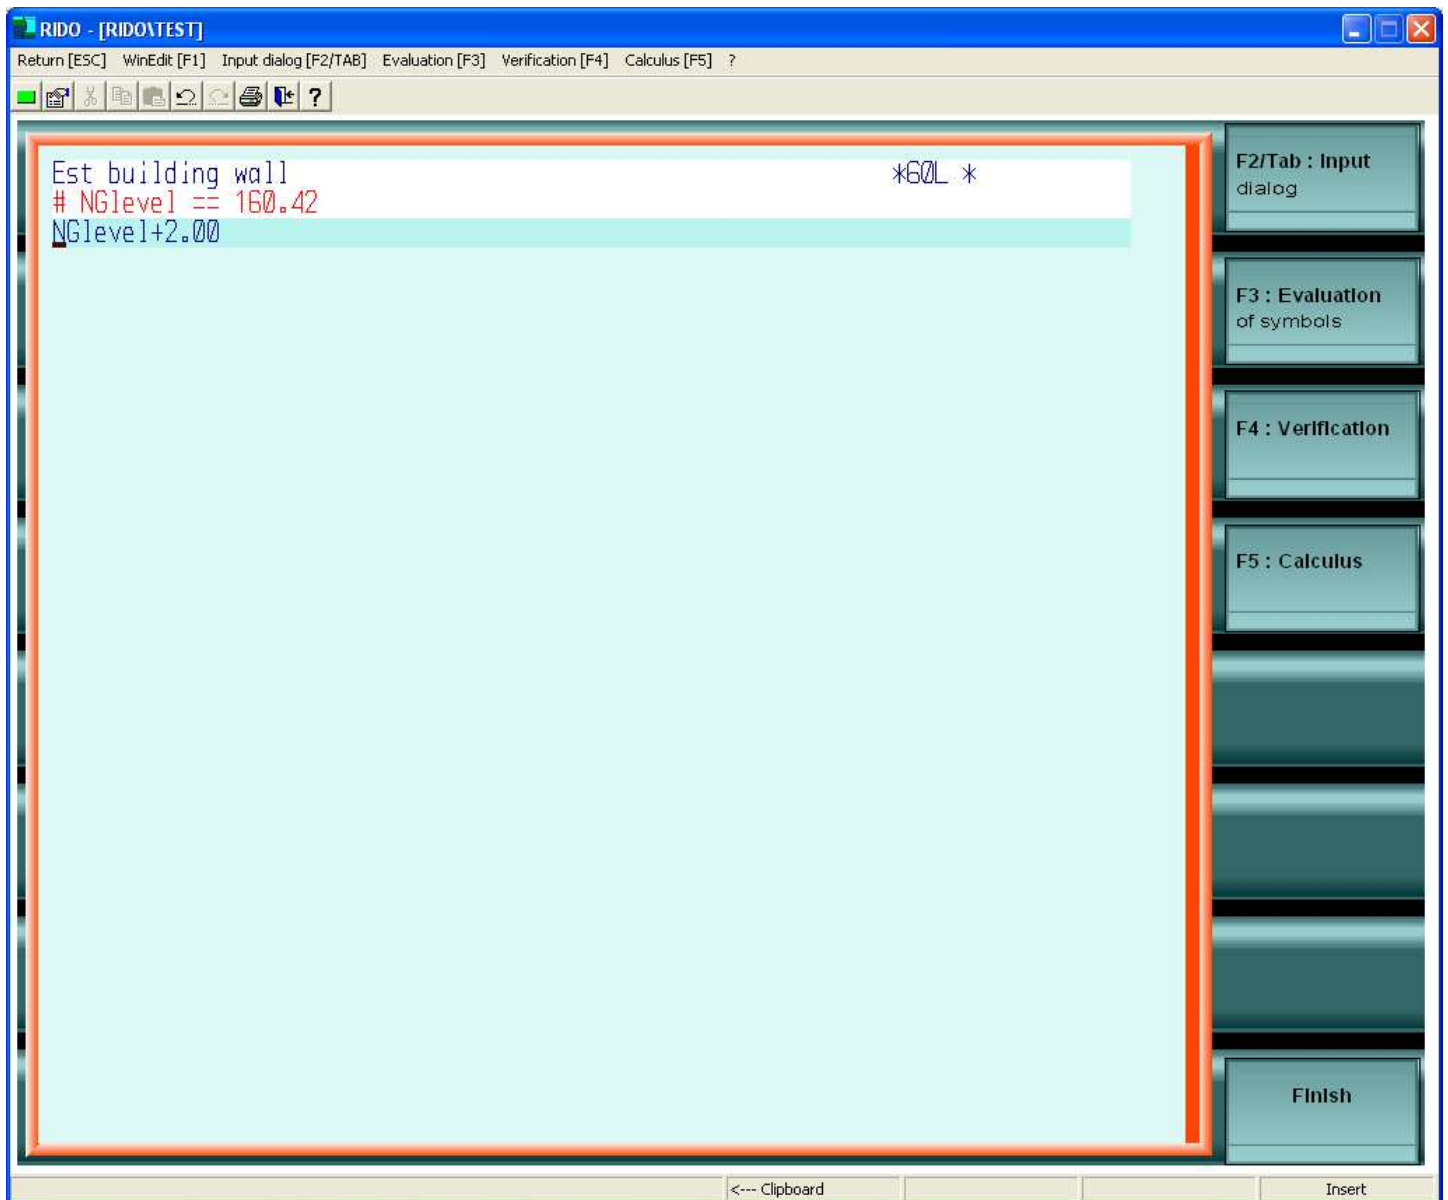 RIDO - [RIDO\TEST]
Return [ESC] WinEdit [F1] Input dialog [F2/TAB] Evaluation [F3] Verification [F4] Calculus [F5] ?
?
Est building wall *60L *
# NGlevel == 160.42
NGlevel+2.00
F2/Tab : Input
dialog
F3 : Evaluation
of symbols
F4 : Verification
F5 : Calculus
Finish
<--- Clipboard Insert